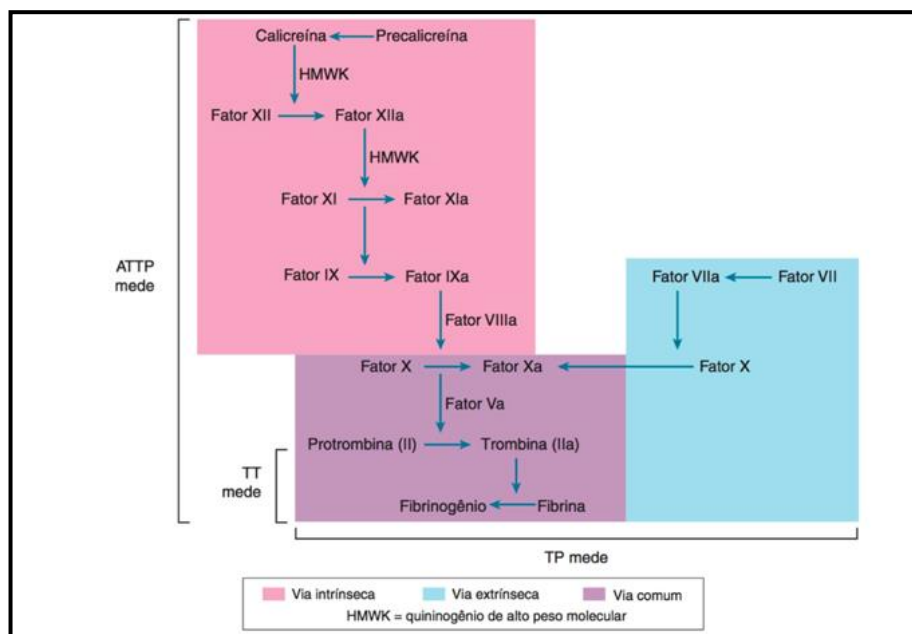 Calicreína Precalicreína
HMWK
Fator XII Fator XIIa
HMWK
Fator XI Fator XIa
ATTP
mede
Fator IX Fator IXa
Fator VIIa Fator VII
Fator VIIIa
Fator X Fator Xa Fator X
Fator Va
Protrombina (II) Trombina (IIa)
TT
mede
Fibrinogênio Fibrina
TP mede
Via intrínseca Via extrínseca Via comum
HMWK = quininogênio de alto peso molecular